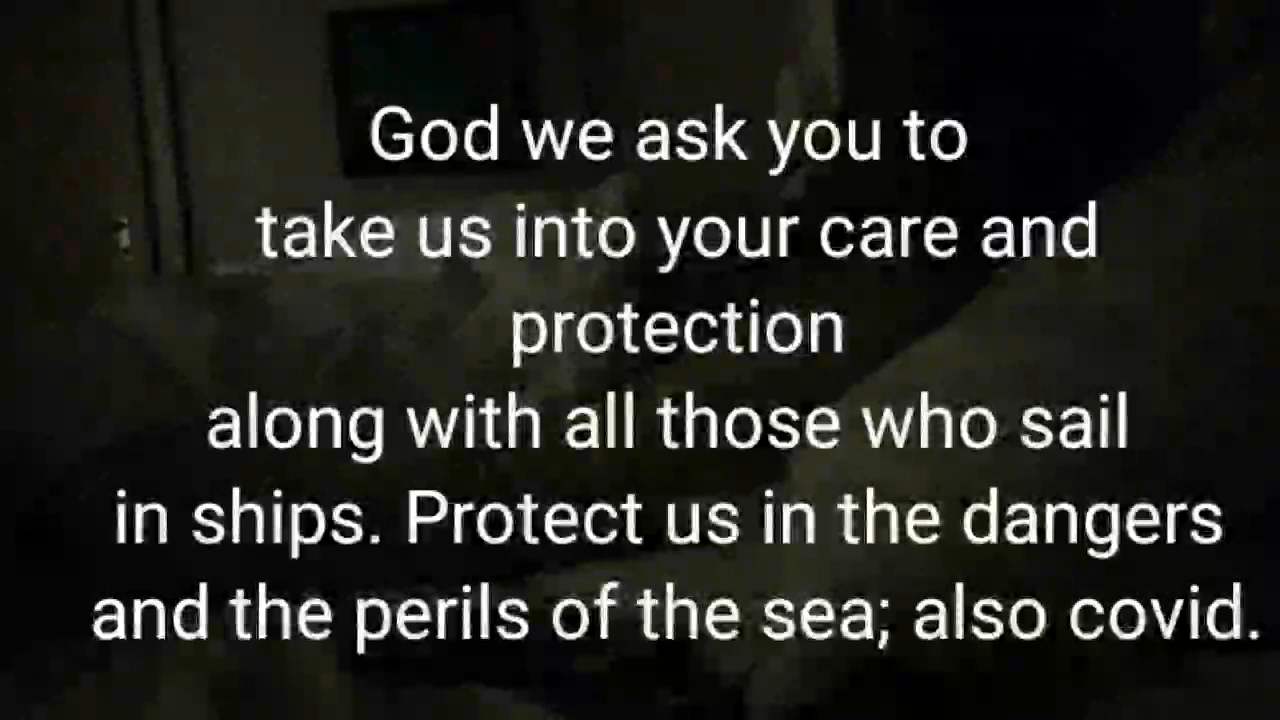 God we ask you to
take us into your care and
protection
along with all those who sail
in ships. Protect us in the dangers
and the perils of the sea; also covid.